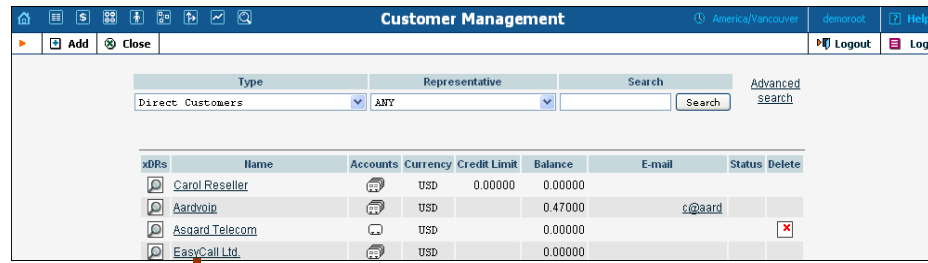 Customer Management America/Vancouver demoroot Help
Add Close Logout Log
Type Representative Search Advanced search
Direct Customers ANY Search
xDRs Name Accounts Currency Credit Limit Balance E-mail Status Delete
Carol Reseller USD 0.00000 0.00000
Aardvoip USD 0.47000 c@aard
Asgard Telecom USD 0.00000
EasyCall Ltd. USD 0.00000